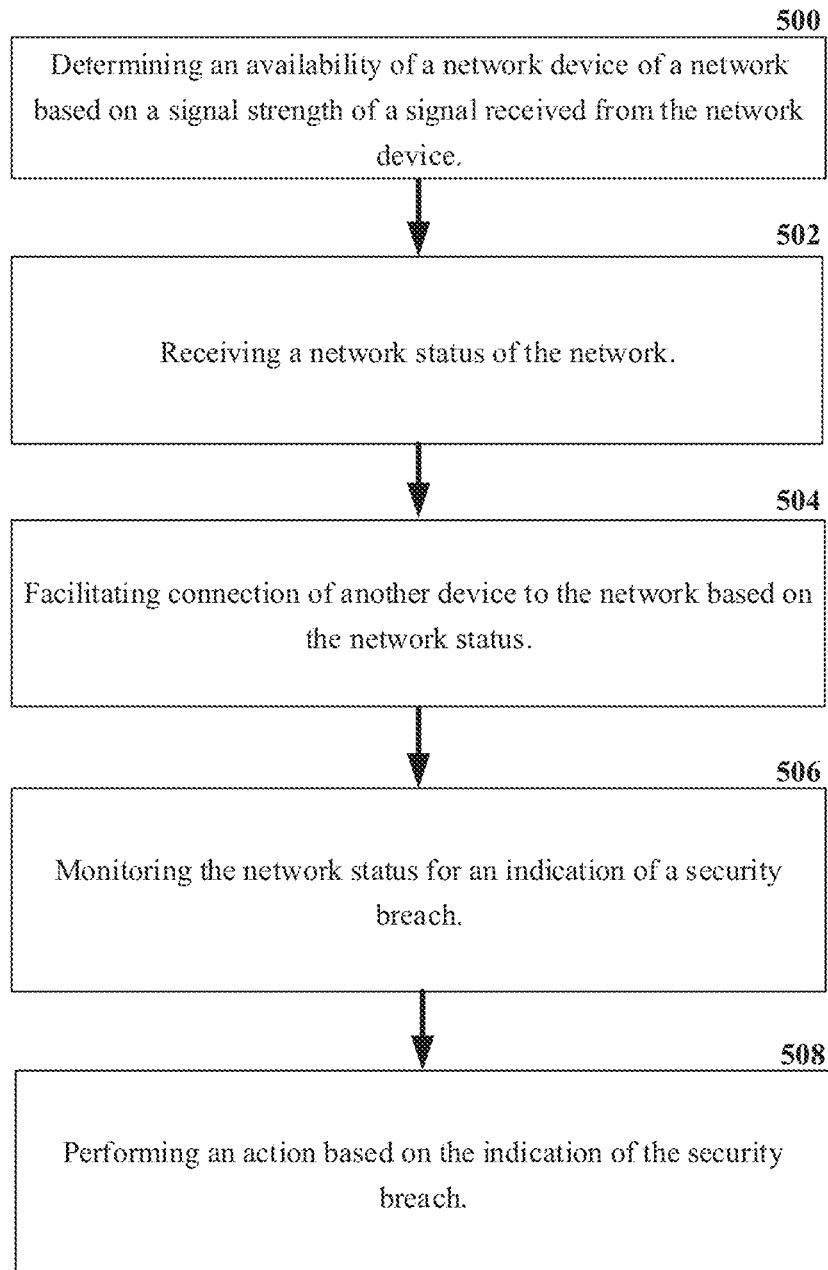 500
Determining an availability of a network device of a network
based on a signal strength of a signal received from the network
device.
502
Receiving a network status of the network.
504
Facilitating connection of another device to the network based on
the network status.
506
Monitoring the network status for an indication of a security
breach.
508
Performing an action based on the indication of the security
breach.